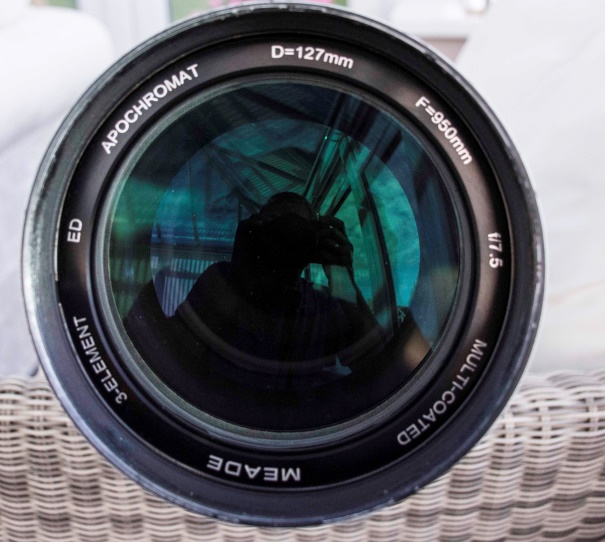 MEADE
3-ELEMENT
ED
APOCHROMAT
D=127mm
F=950mm
f/7.5
MULTI-COATED